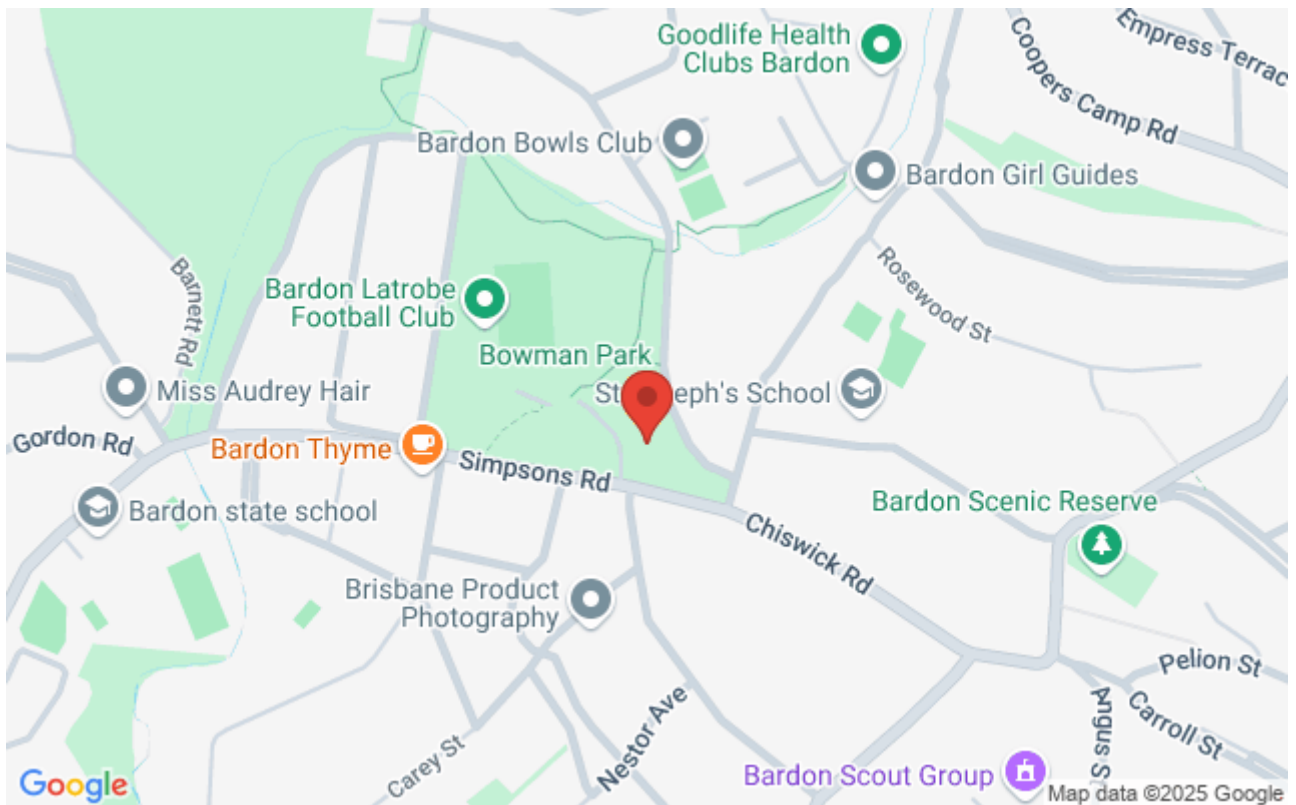 Empress Terrac
Goodlife Health
Clubs Bardon
Coopers Camp Rd
Bardon Bowls Club
Bardon Girl Guides
Rosewood St
Barnett Rd
Bardon Latrobe
Football Club
Bowman Park
Miss Audrey Hair
St eph's School
Gordon Rd
Bardon Thyme
Simpsons Rd
Bardon state school
Bardon Scenic Reserve
Chiswick Rd
Brisbane Product
Photography
Pelion St
Nestor Ave
Angus S
Carroll St
Carey St
Bardon Scout Group
Google
Map data ©2025 Google